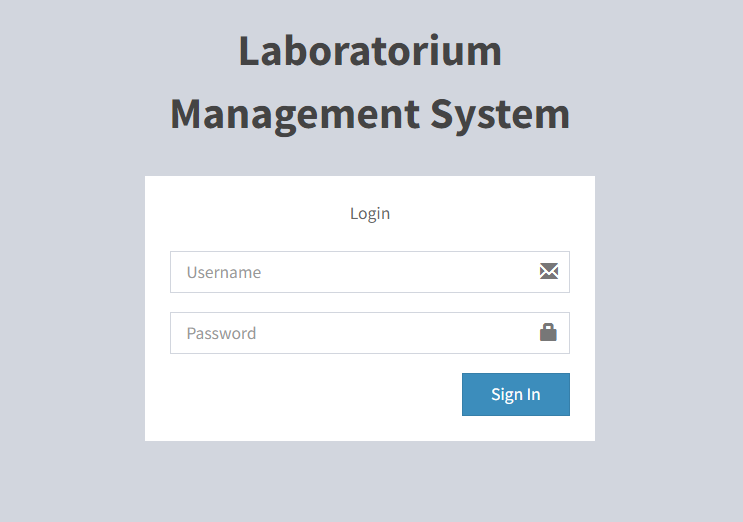 Laboratorium
Management System
Login
Username
Password
Sign In